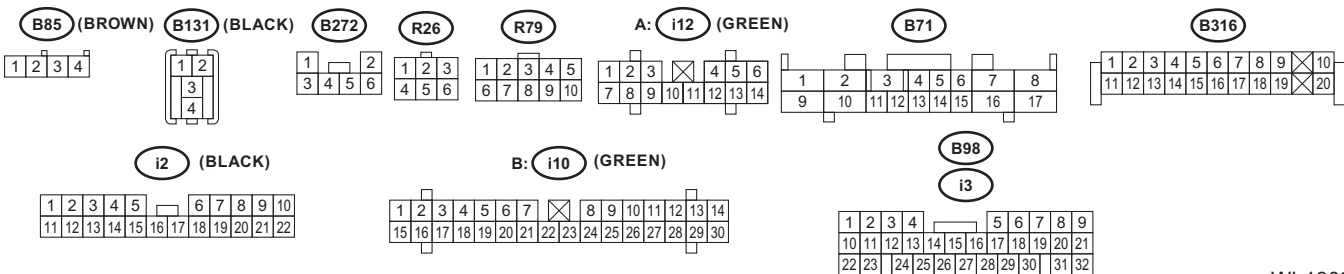 B85 (BROWN) B131 (BLACK) B272 R26 R79 A: i12 (GREEN) B71 B316
1 2 3 4
1 2
3
4
1 2
3 4 5 6
1 2 3
4 5 6
1 2 3 4 5
6 7 8 9 10
1 2 3 4 5 6
7 8 9 10 11 12 13 14
1 2 3 4 5 6 7 8
9 10 11 12 13 14 15 16 17
1 2 3 4 5 6 7 8 9 10
11 12 13 14 15 16 17 18 19 20
i2 (BLACK)
1 2 3 4 5 6 7 8 9 10
11 12 13 14 15 16 17 18 19 20 21 22
B: i10 (GREEN)
1 2 3 4 5 6 7 8 9 10 11 12 13 14
15 16 17 18 19 20 21 22 23 24 25 26 27 28 29 30
B98
i3
1 2 3 4 5 6 7 8 9
10 11 12 13 14 15 16 17 18 19 20 21
22 23 24 25 26 27 28 29 30 31 32